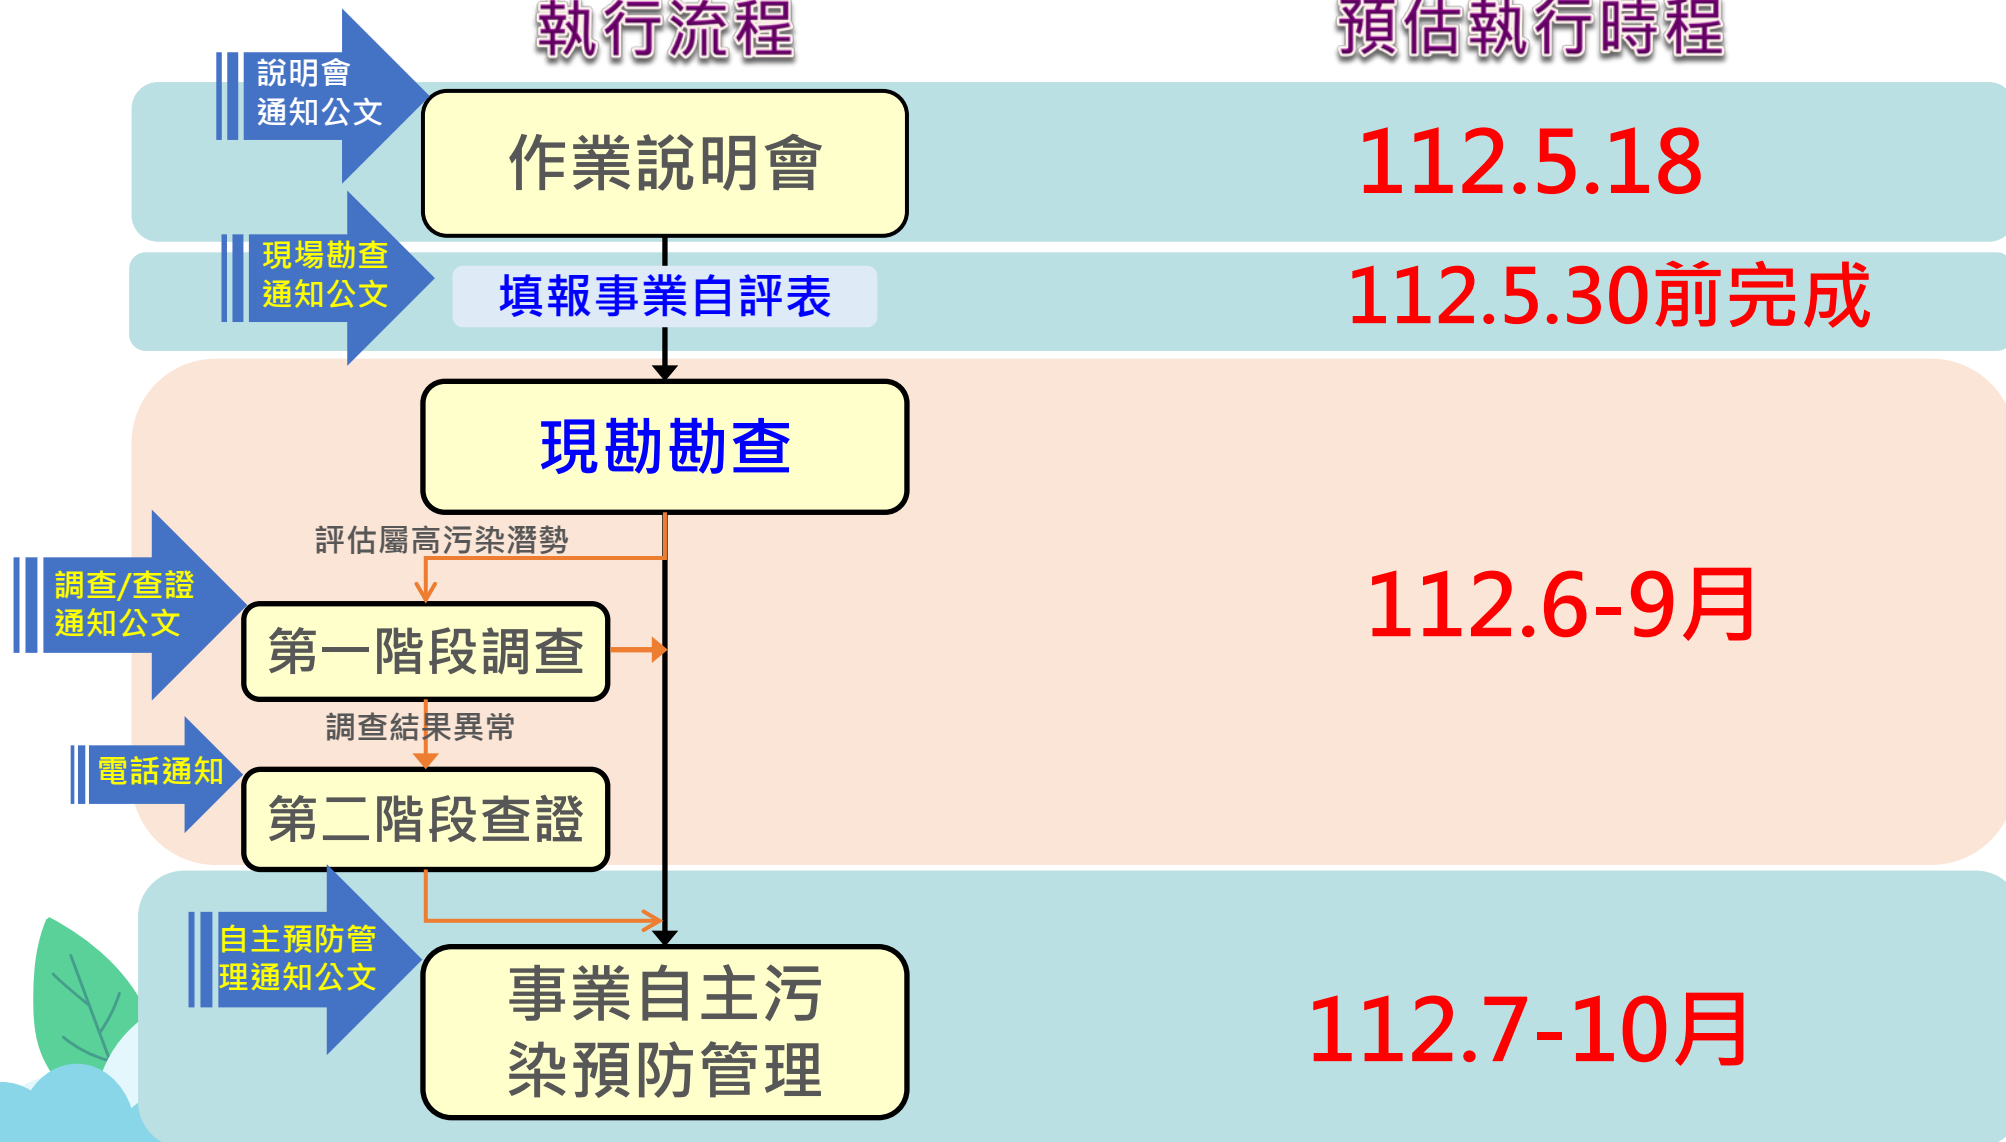 執行流程
預估執行時程
說明會
通知公文
作業說明會
112.5.18
現場勘查
通知公文
填報事業自評表
112.5.30前完成
現勘勘查
評估屬高污染潛勢
調查/查證
通知公文
第一階段調查
112.6-9月
調查結果異常
電話通知
第二階段查證
自主預防管
理通知公文
事業自主污
染預防管理
112.7-10月